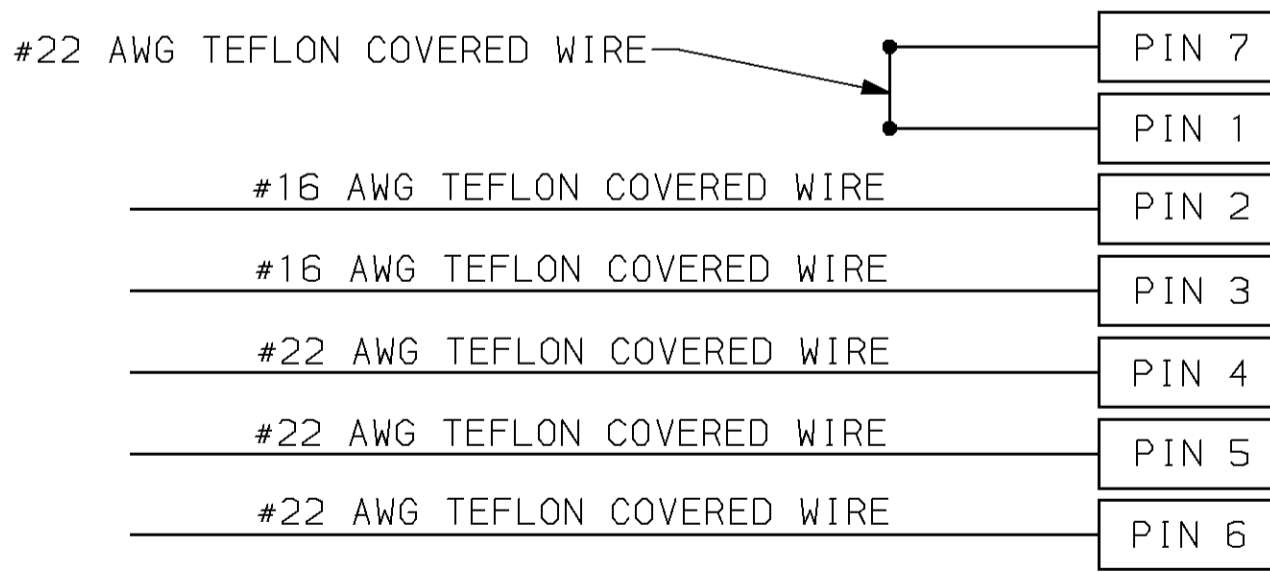 #22 AWG TEFLON COVERED WIRE
PIN 7
PIN 1
#16 AWG TEFLON COVERED WIRE
PIN 2
#16 AWG TEFLON COVERED WIRE
PIN 3
#22 AWG TEFLON COVERED WIRE
PIN 4
#22 AWG TEFLON COVERED WIRE
PIN 5
#22 AWG TEFLON COVERED WIRE
PIN 6